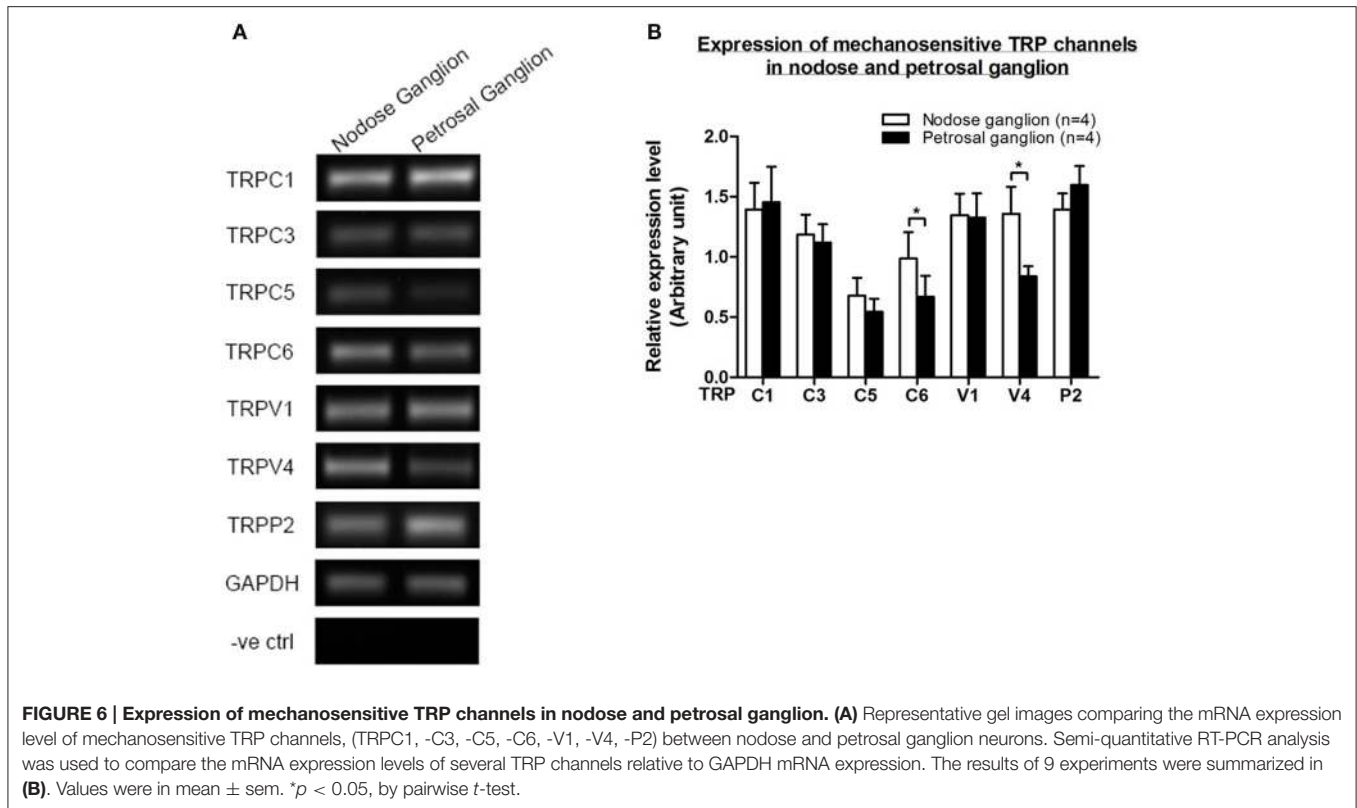 A
Nodose Ganglion
Petrosal Ganglion
TRPC1
TRPC3
TRPC5
TRPC6
TRPV1
TRPV4
TRPP2
GAPDH
-ve ctrl
B
Expression of mechanosensitive TRP channels
in nodose and petrosal ganglion
Nodose ganglion (n=4)
Petrosal ganglion (n=4)
Relative expression level
(Arbitrary unit)
2.0
1.5
1.0
0.5
0.0
* *
TRP C1 C3 C5 C6 V1 V4 P2
FIGURE 6 | Expression of mechanosensitive TRP channels in nodose and petrosal ganglion. (A) Representative gel images comparing the mRNA expression
level of mechanosensitive TRP channels, (TRPC1, -C3, -C5, -C6, -V1, -V4, -P2) between nodose and petrosal ganglion neurons. Semi-quantitative RT-PCR analysis
was used to compare the mRNA expression levels of several TRP channels relative to GAPDH mRNA expression. The results of 9 experiments were summarized in
(B). Values were in mean ± sem. *p < 0.05, by pairwise t-test.